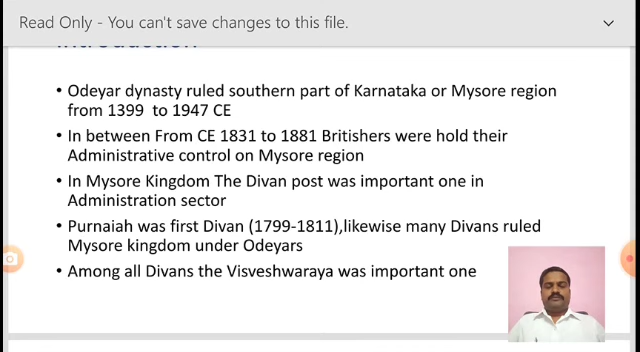 Read Only - You can't save changes to this file.
Introduction
• Odeyar dynasty ruled southern part of Karnataka or Mysore region
from 1399 to 1947 CE
• In between From CE 1831 to 1881 Britishers were hold their
Administrative control on Mysore region
• In Mysore Kingdom The Divan post was important one in
Administration sector
• Purnaiah was first Divan (1799-1811),likewise many Divans ruled
Mysore kingdom under Odeyars
• Among all Divans the Visveshwaraya was important one